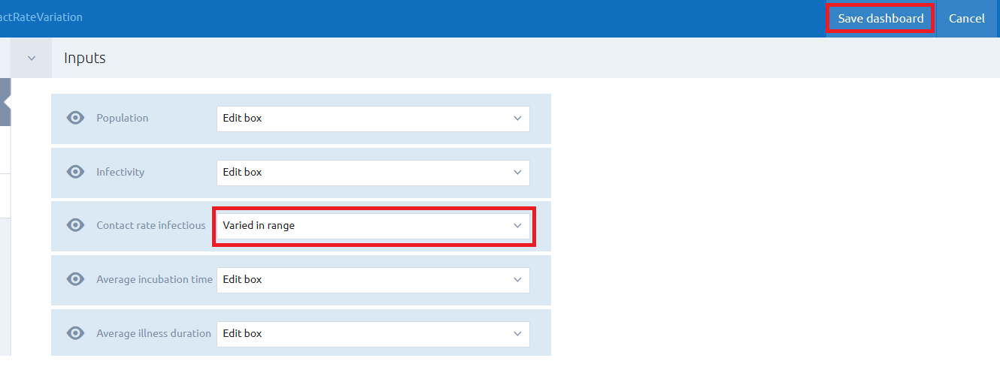 actRateVariation
Save dashboard
Cancel
Inputs
Population
Edit box
Infectivity
Edit box
Contact rate infectious
Varied in range
Average incubation time
Edit box
Average illness duration
Edit box